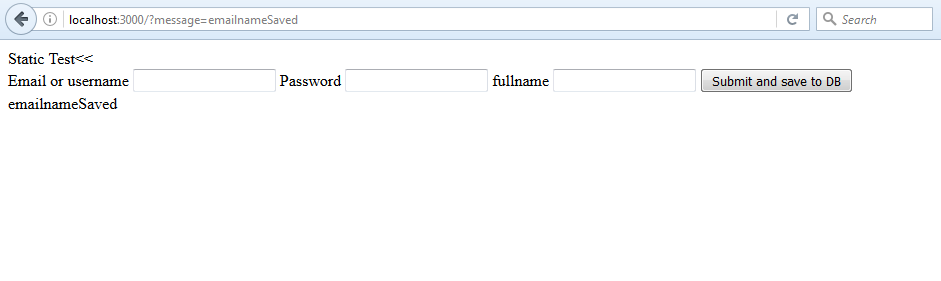 localhost:3000/?message=emailnameSaved
Search
Static Test<<
Email or username Password fullname Submit and save to DB
emailnameSaved